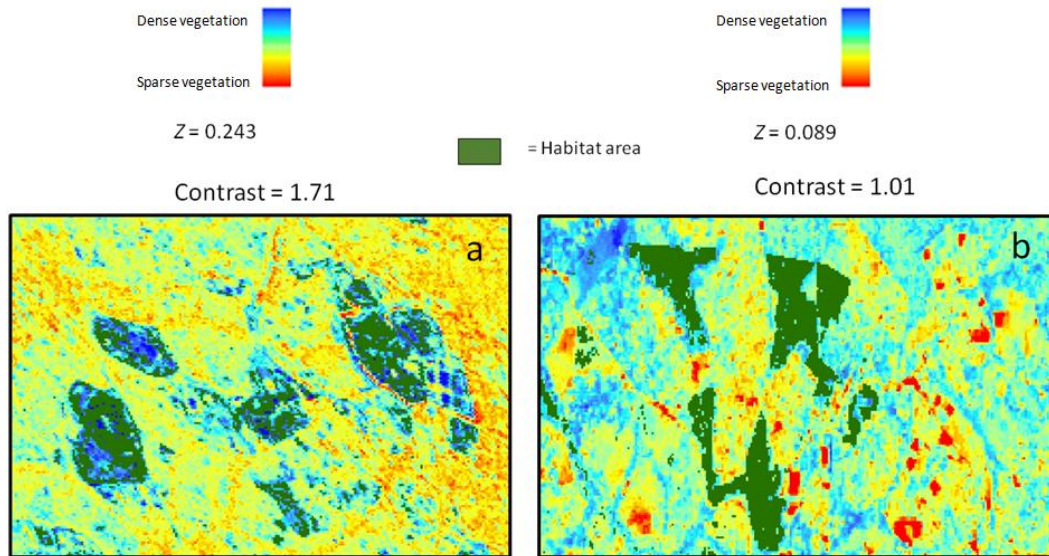 Dense vegetation
Sparse vegetation
Z = 0.243
Contrast = 1.71
= Habitat area
Dense vegetation
Sparse vegetation
Z = 0.089
Contrast = 1.01
a
b